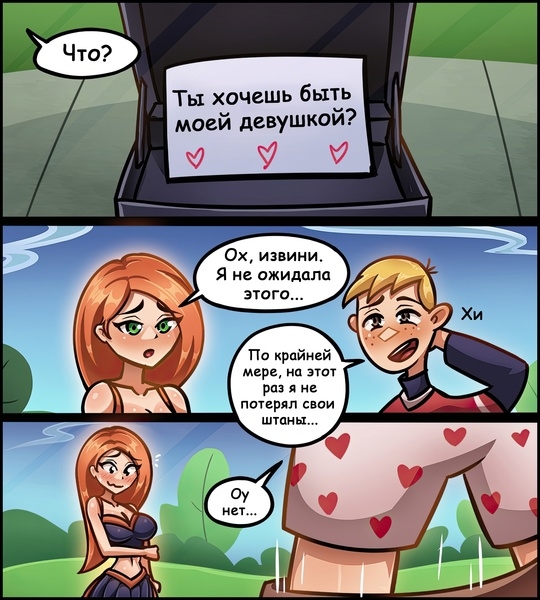 Что?
Ты хочешь быть
моей девушкой?
Ох, извини.
Я не ожидала
этого...
Хи
По крайней
мере, на этот
раз я не
потерял свои
штаны...
Оу
нет...